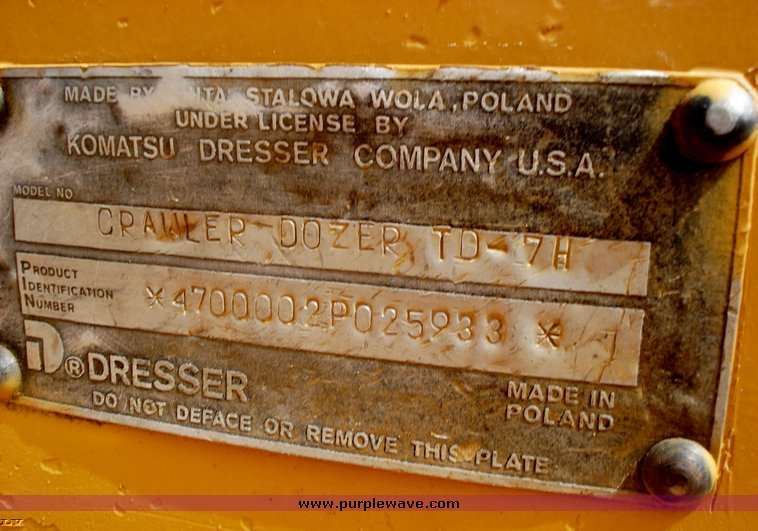 MADE BY HUTA STALOWA WOLA, POLAND
UNDER LICENSE BY
KOMATSU DRESSER COMPANY U.S.A.
MODEL NO
CRAWLER DOZER TD-7H
PRODUCT
IDENTIFICATION
NUMBER
*4700002P025933*
® DRESSER
MADE IN
POLAND
DO NOT DEFACE OR REMOVE THIS PLATE
www.purplewave.com